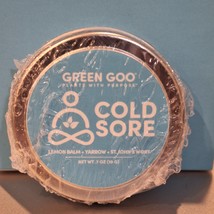 GREEN GOO
PLANTS WITH PURPOSE
COLD
SORE
LEMON BALM + YARROW + ST. JOHN'S WORT